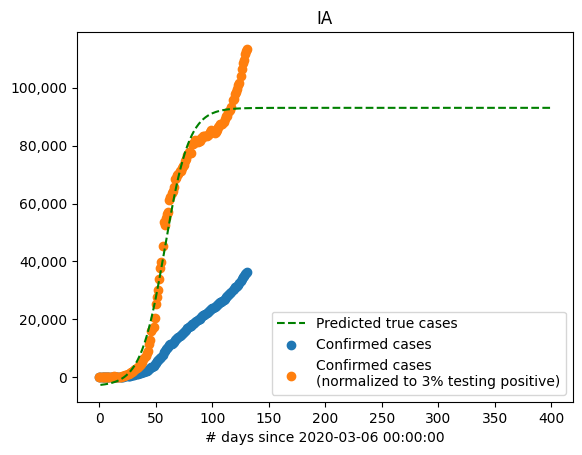 IA
100,000
80,000
60,000
40,000
20,000
0
0 50 100 150 200 250 300 350 400
# days since 2020-03-06 00:00:00
Predicted true cases
Confirmed cases
Confirmed cases
(normalized to 3% testing positive)